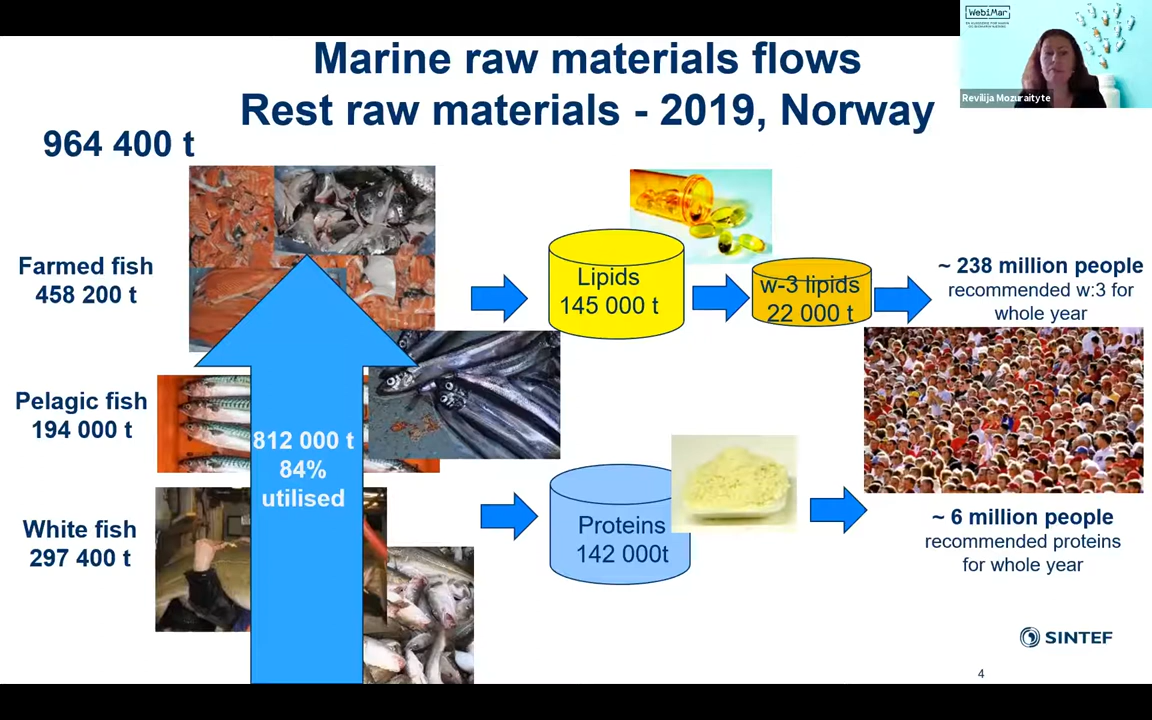 Marine raw materials flows
Rest raw materials - 2019, Norway
WebiMar
Revilija Mozuraityte
964 400 t
Farmed fish
458 200 t
Pelagic fish
194 000 t
White fish
297 400 t
812 000 t
84%
utilised
Lipids
145 000 t
w-3 lipids
22 000 t
~ 238 million people
recommended w:3 for
whole year
Proteins
142 000t
~ 6 million people
recommended proteins
for whole year
SINTEF
4